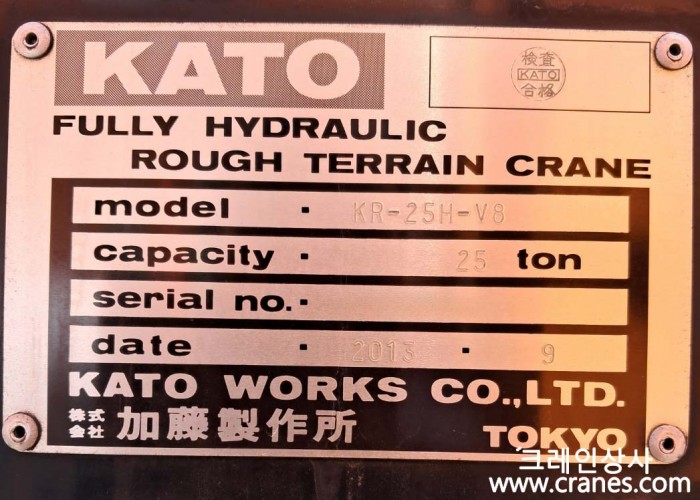 KATO
検査
KATO
合格
FULLY HYDRAULIC
ROUGH TERRAIN CRANE
model · KR-25H-V8
capacity · 25 ton
serial no. ·
date · 2013 · 9
KATO WORKS CO.,LTD.
株式会社 加藤製作所 TOKYO
크레인상사
www.cranes.com